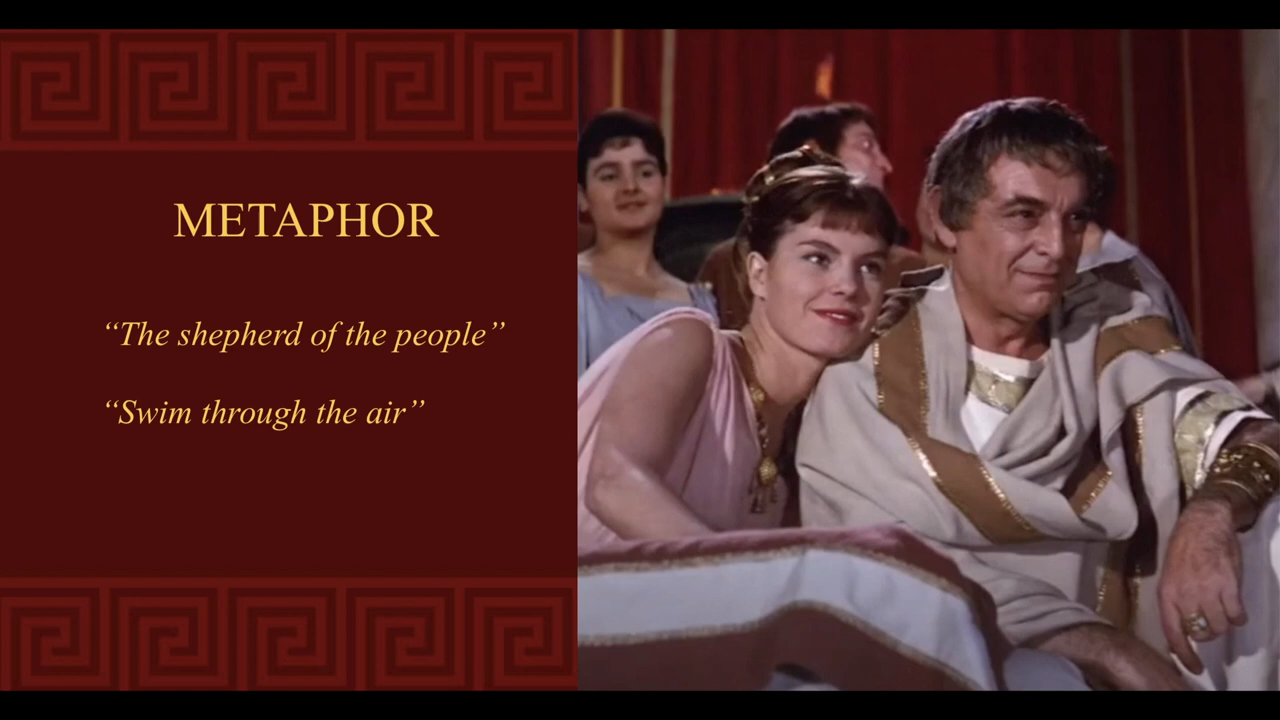 METAPHOR
“The shepherd of the people”
“Swim through the air”